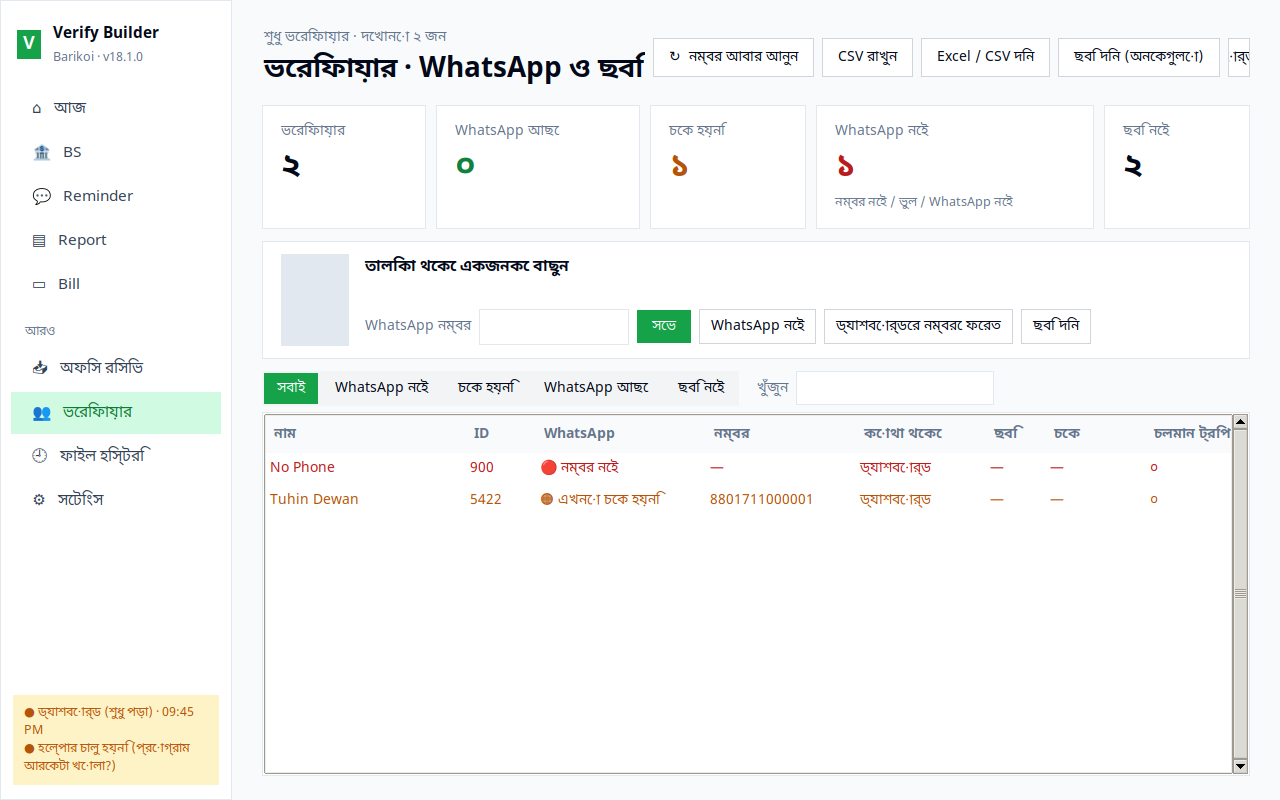 V
Verify Builder
Barikoi · v18.1.0
আজ
BS
Reminder
Report
Bill
আরও
অফিস রিসিভ
ভেরিফায়ার
ফাইল হিস্টরি
সেটিংস
● ড্যাশবোর্ড (শুধু পড়া) · 09:45
PM
● হেল্পার চালু হয়নি (প্রোগ্রাম
আরেকটা খোলা?)
শুধু ভেরিফায়ার · দেখানো ২ জন
ভেরিফায়ার · WhatsApp ও ছবি
↻ নম্বর আবার আনুন
CSV রাখুন
Excel / CSV দিন
ছবি দিন (অনেকগুলো)
ভেরিফায়ার
২
WhatsApp আছে
০
চেক হয়নি
১
WhatsApp নেই
১
নম্বর নেই / ভুল / WhatsApp নেই
ছবি নেই
২
তালিকা থেকে একজনকে বাছুন
WhatsApp নম্বর
সেভ
WhatsApp নেই
ড্যাশবোর্ডের নম্বরে ফেরত
ছবি দিন
সবাই
WhatsApp নেই
চেক হয়নি
WhatsApp আছে
ছবি নেই
খুঁজুন
নাম ID WhatsApp নম্বর কোথা থেকে ছবি চেক চলমান ট্রিপ
No Phone 900 🔴 নম্বর নেই — ড্যাশবোর্ড — — ০
Tuhin Dewan 5422 🟠 এখনো চেক হয়নি 8801711000001 ড্যাশবোর্ড — — ০